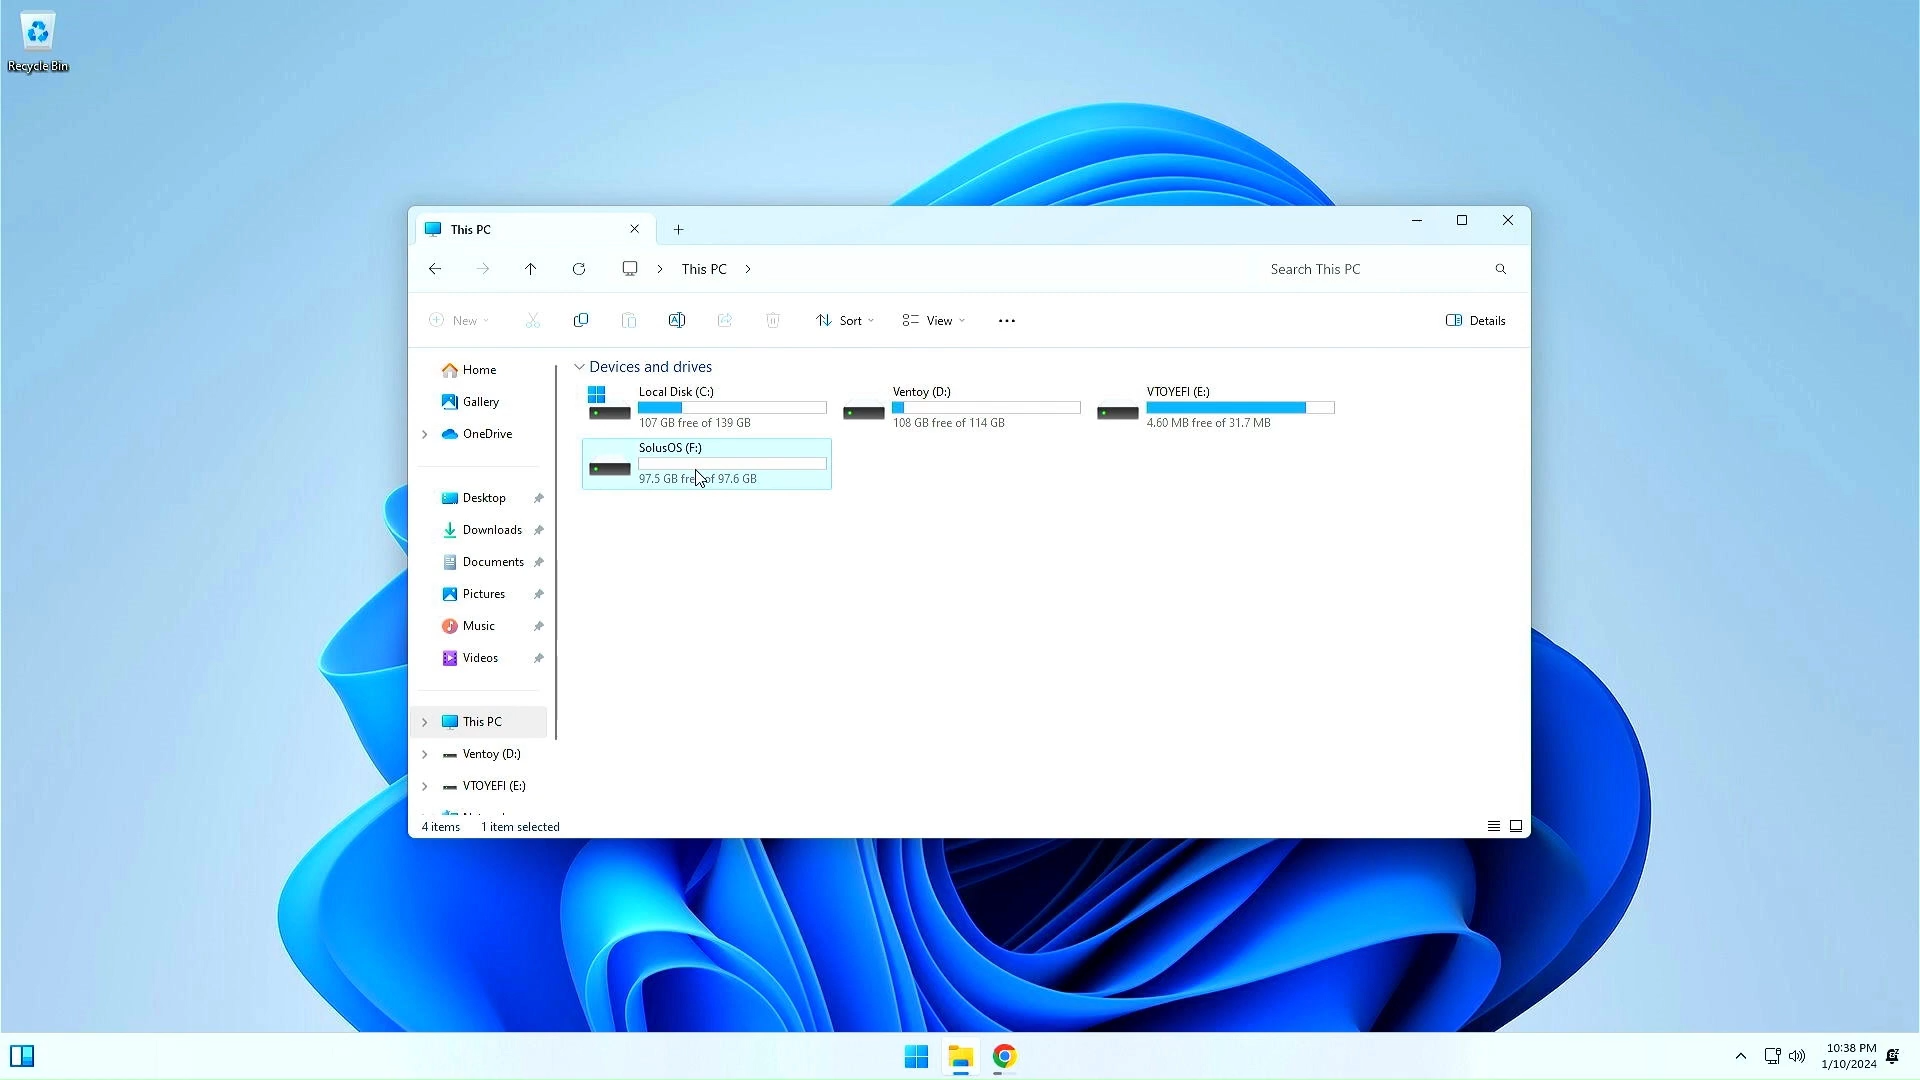 Recycle Bin
This PC
This PC
Search This PC
New
Sort
View
Details
Home
Gallery
OneDrive
Desktop
Downloads
Documents
Pictures
Music
Videos
This PC
Ventoy (D:)
VTOYEFI (E:)
Devices and drives
Local Disk (C:)
107 GB free of 139 GB
Ventoy (D:)
108 GB free of 114 GB
VTOYEFI (E:)
4.60 MB free of 31.7 MB
SolusOS (F:)
97.5 GB free of 97.6 GB
4 items 1 item selected
10:38 PM
1/10/2024